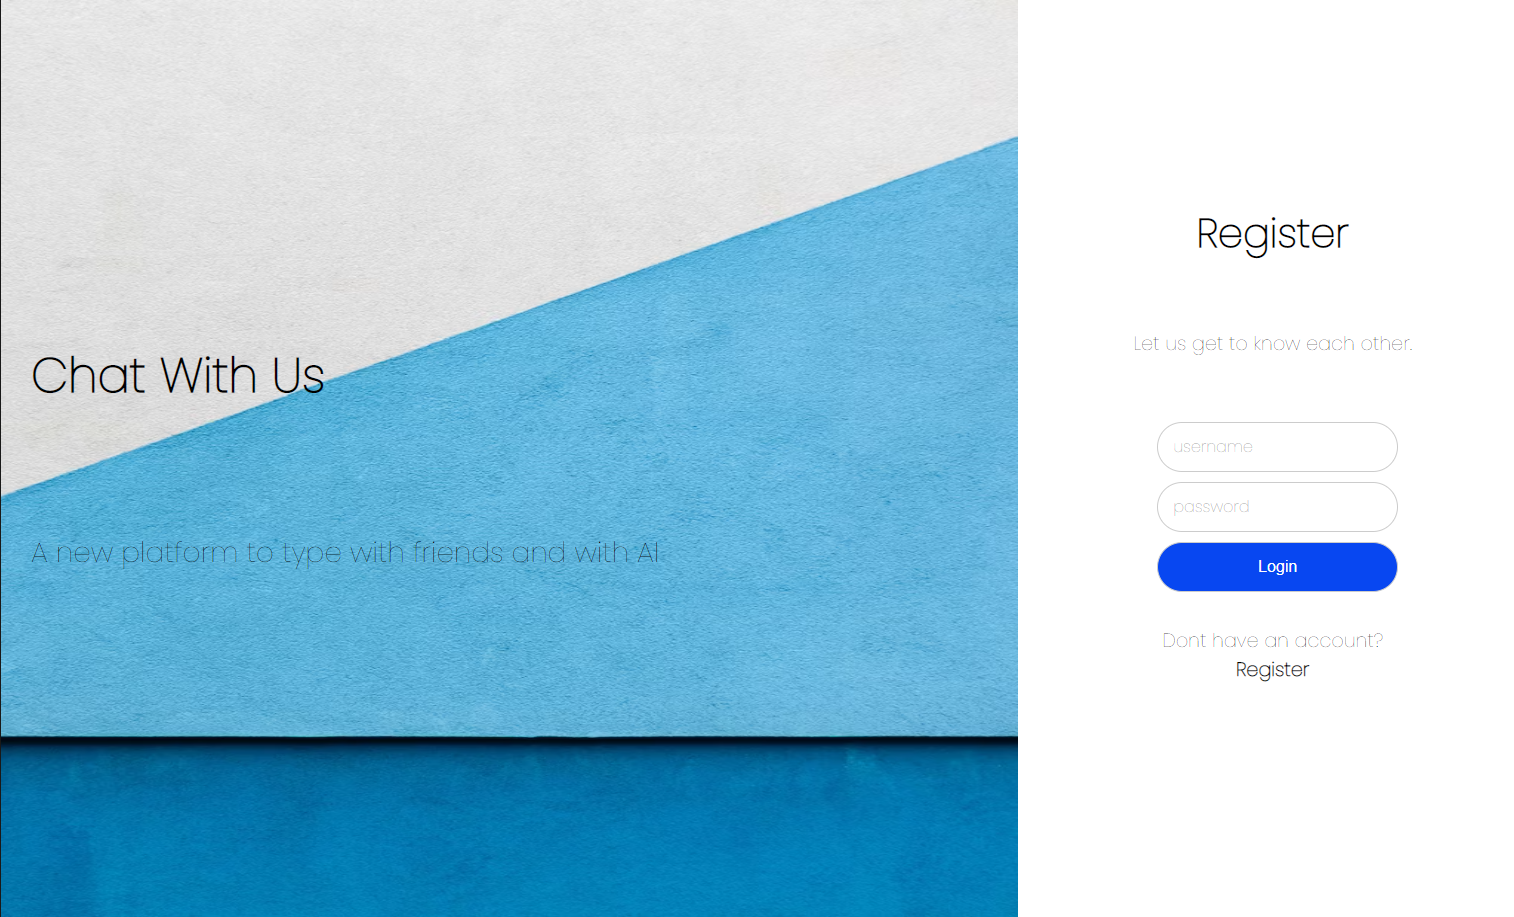 Chat With Us
A new platform to type with friends and with AI.
Register
Let us get to know each other.
username
password
Login
Dont have an account?
Register